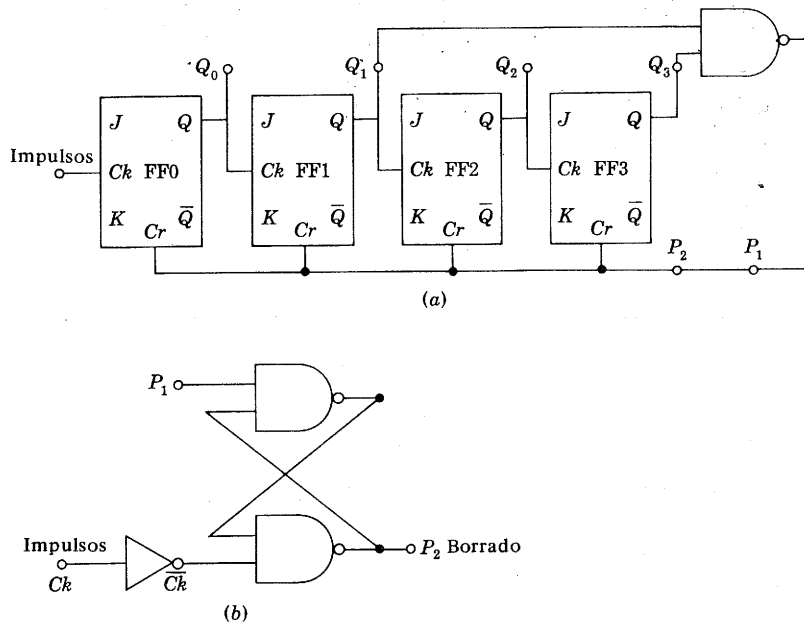 Q0 Q1 Q2 Q3
J Q J Q J Q J Q
Impulsos
Ck FF0 Ck FF1 Ck FF2 Ck FF3
K Q̅ K Q̅ K Q̅ K Q̅
Cr Cr Cr Cr
P2 P1
(a)
P1
Impulsos
Ck
C̅k̅
P2 Borrado
(b)